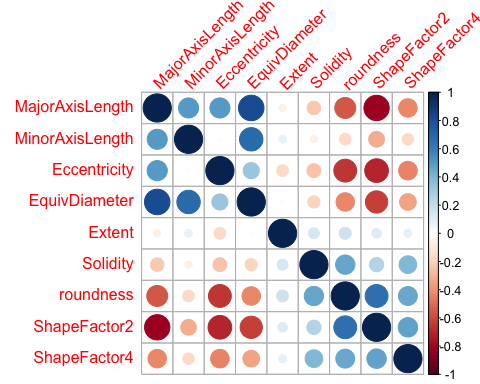 MajorAxisLength
MinorAxisLength
Eccentricity
EquivDiameter
Extent
Solidity
roundness
ShapeFactor2
ShapeFactor4
MajorAxisLength
MinorAxisLength
Eccentricity
EquivDiameter
Extent
Solidity
roundness
ShapeFactor2
ShapeFactor4
1
0.8
0.6
0.4
0.2
0
-0.2
-0.4
-0.6
-0.8
-1